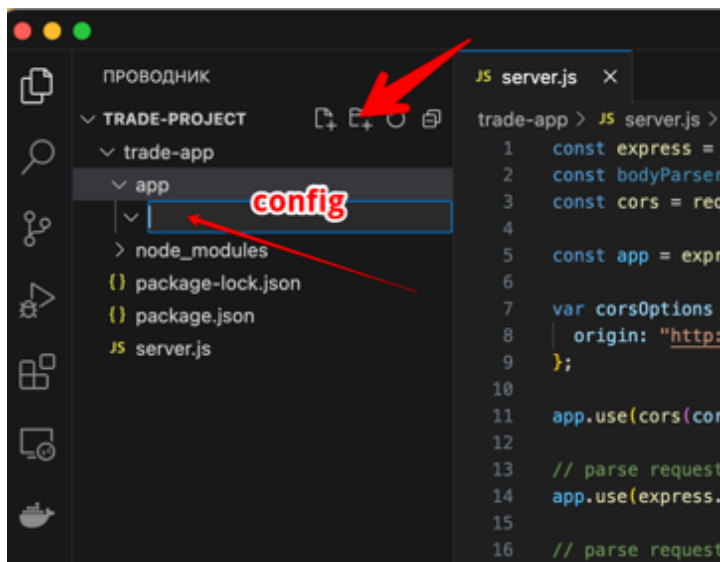 ПРОВОДНИК
TRADE-PROJECT
trade-app
app
config
node_modules
{} package-lock.json
{} package.json
JS server.js
JS server.js ×
trade-app > JS server.js >
1 const express =
2 const bodyParser
3 const cors = req
4
5 const app = expr
6
7 var corsOptions
8 origin: "http:
9 };
10
11 app.use(cors(cor
12
13 // parse request
14 app.use(express.
15
16 // parse request